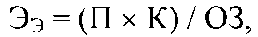 Ээ = (П × К) / ОЗ,